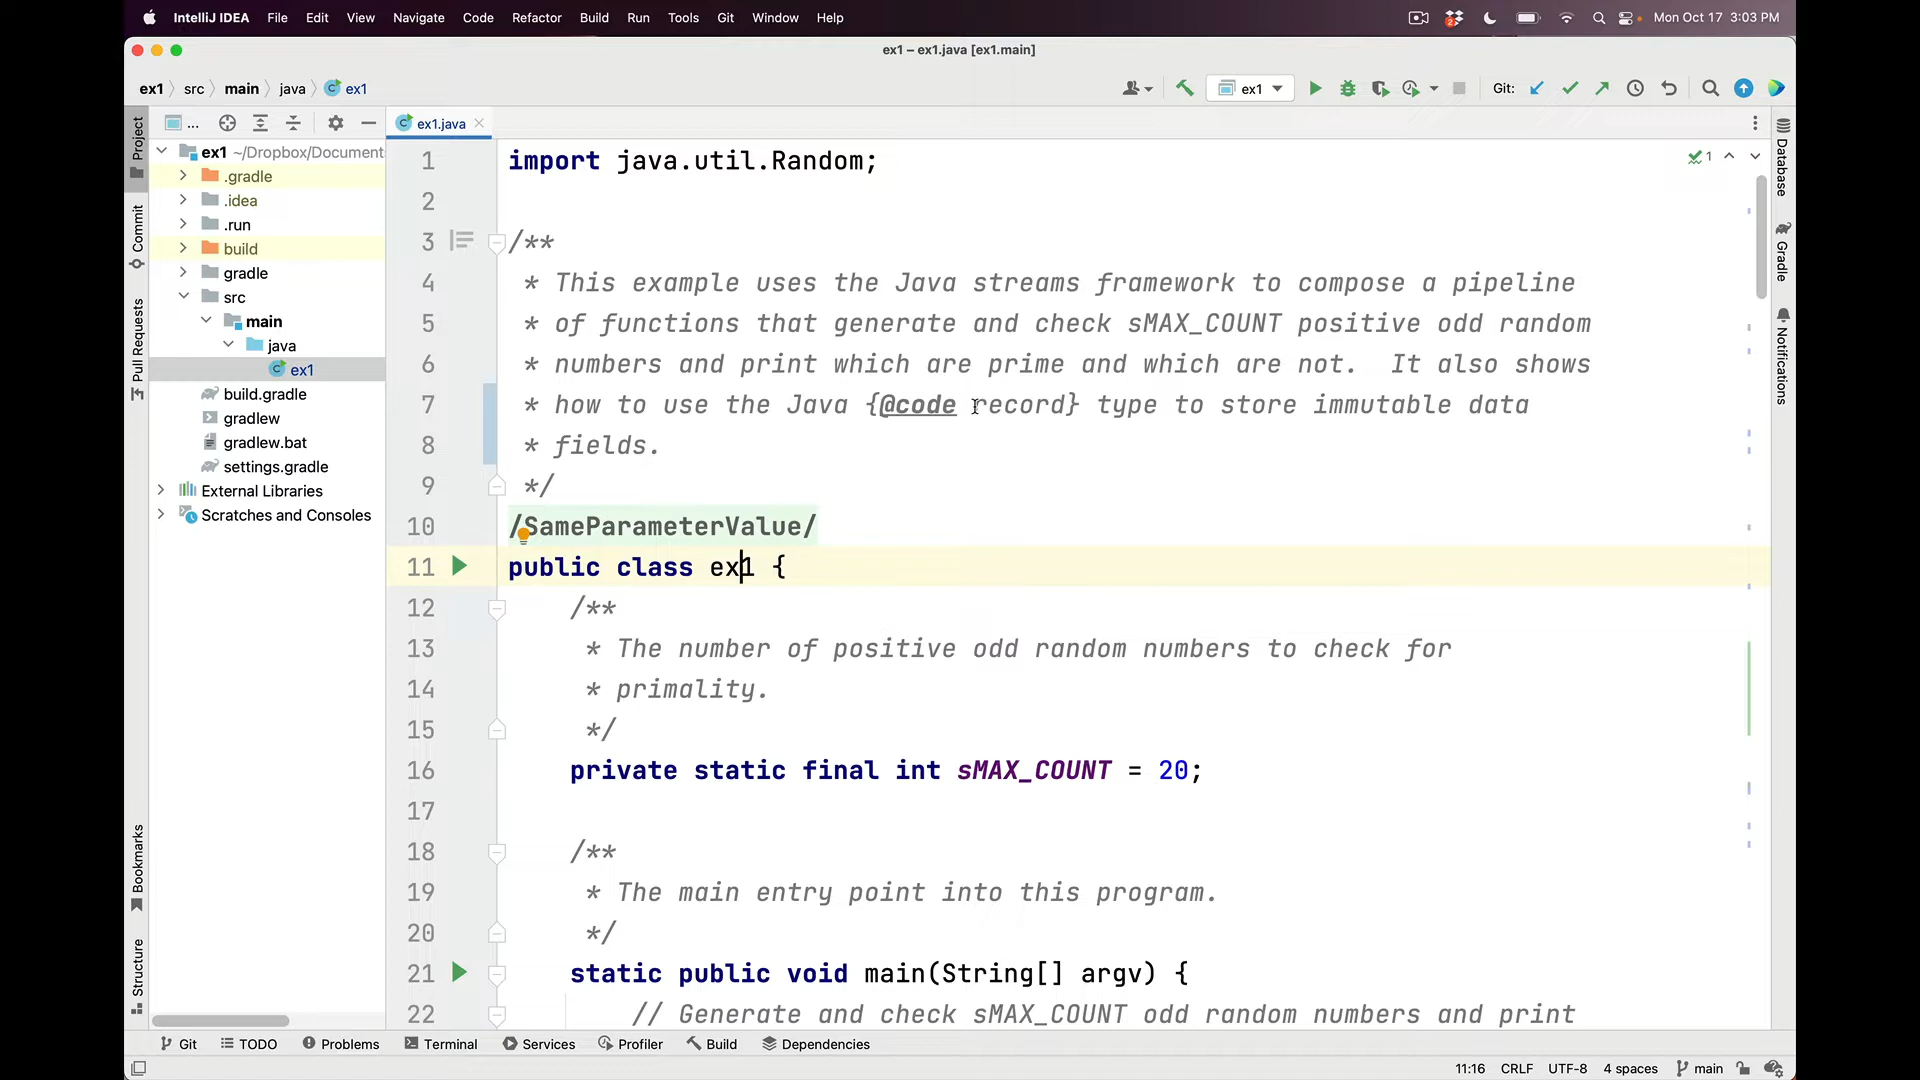 IntelliJ IDEA File Edit View Navigate Code Refactor Build Run Tools Git Window Help 2 Mon Oct 17 3:03 PM
ex1 – ex1.java [ex1.main]
ex1 src main java ex1 ex1 Git:
... ex1.java
Project
Commit
Pull Requests
Bookmarks
Structure
ex1 ~/Dropbox/Document
.gradle
.idea
.run
build
gradle
src
main
java
ex1
build.gradle
gradlew
gradlew.bat
settings.gradle
External Libraries
Scratches and Consoles
1 import java.util.Random;
2
3 /**
4 * This example uses the Java streams framework to compose a pipeline
5 * of functions that generate and check sMAX_COUNT positive odd random
6 * numbers and print which are prime and which are not.  It also shows
7 * how to use the Java {@code record} type to store immutable data
8 * fields.
9 */
10 /SameParameterValue/
11 public class ex1 {
12 /**
13 * The number of positive odd random numbers to check for
14 * primality.
15 */
16 private static final int sMAX_COUNT = 20;
17
18 /**
19 * The main entry point into this program.
20 */
21 static public void main(String[] argv) {
22 // Generate and check sMAX_COUNT odd random numbers and print
1
Database
Gradle
Notifications
Git TODO Problems Terminal Services Profiler Build Dependencies
11:16 CRLF UTF-8 4 spaces main